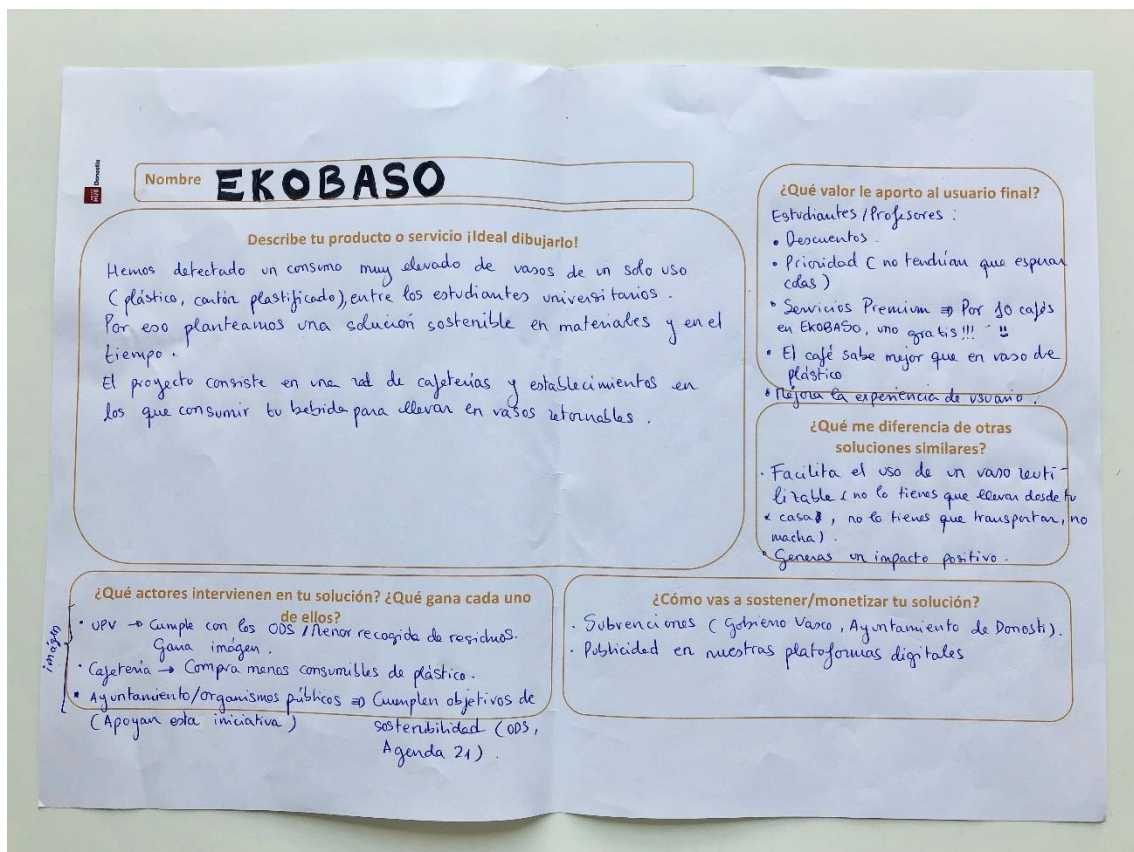 Donostia
HUB
Nombre EKOBASO
Describe tu producto o servicio ¡Ideal dibujarlo!
Hemos detectado un consumo muy elevado de vasos de un solo uso
(plástico, cartón plastificado), entre los estudiantes universitarios.
Por eso planteamos una solución sostenible en materiales y en el
tiempo.
El proyecto consiste en una red de cafeterías y establecimientos en
los que consumir tu bebida para llevar en vasos retornables.
¿Qué valor le aporto al usuario final?
Estudiantes/Profesores:
• Descuentos.
• Prioridad (no tendrían que esperar
colas)
• Servicios Premium ⇒ Por 10 cafés
en EKOBASO, uno gratis!!!
• El café sabe mejor que en vaso de
plástico
• Mejora la experiencia de usuario.
¿Qué me diferencia de otras
soluciones similares?
· Facilita el uso de un vaso reuti-
lizable (no lo tienes que llevar desde tu
casa, no lo tienes que transportar, no
macha).
• Generas un impacto positivo.
¿Qué actores intervienen en tu solución? ¿Qué gana cada uno
de ellos?
imágen
· UPV → Cumple con los ODS / Menor recogida de residuos.
Gana imágen.
· Cafetería → Compra menos consumibles de plástico.
• Ayuntamiento/organismos públicos ⇒ Cuumplen objetivos de
(Apoyan esta iniciativa) sostenibilidad (ODS,
Agenda 21).
¿Cómo vas a sostener/monetizar tu solución?
· Subvenciones (Gobierno Vasco, Ayuntamiento de Donosti).
· Publicidad en nuestras plataformas digitales